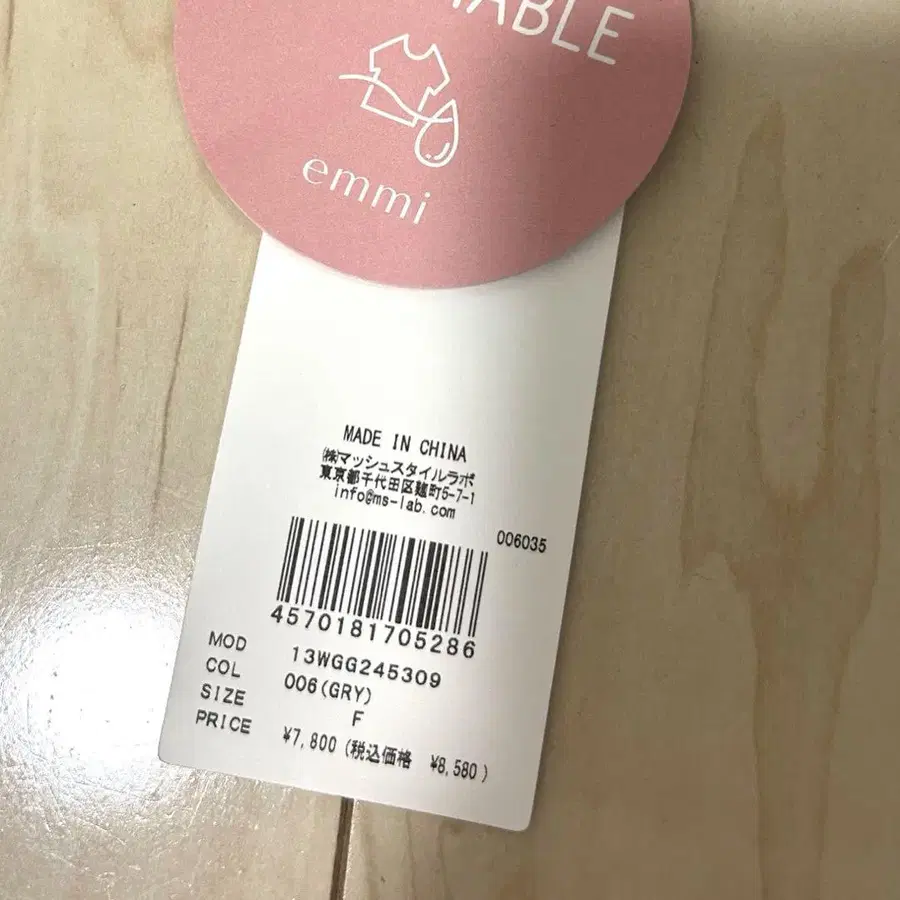 ABLE
emmi
MADE IN CHINA
㈱マッシュスタイルラボ
東京都千代田区麹町5-7-1
info@ms-lab.com
006035
4570181705286
MOD 13WGG245309
COL 006(GRY)
SIZE F
PRICE ¥7,800 (税込価格 ¥8,580)